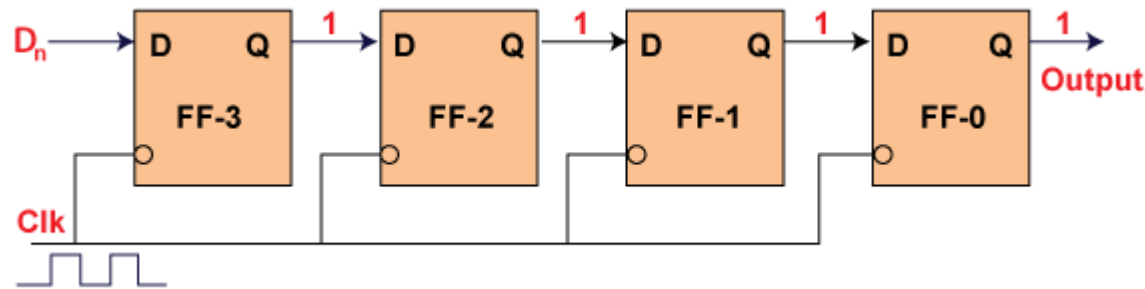 Dn D Q 1 D Q 1 D Q 1 D Q 1
Output
FF-3 FF-2 FF-1 FF-0
Clk